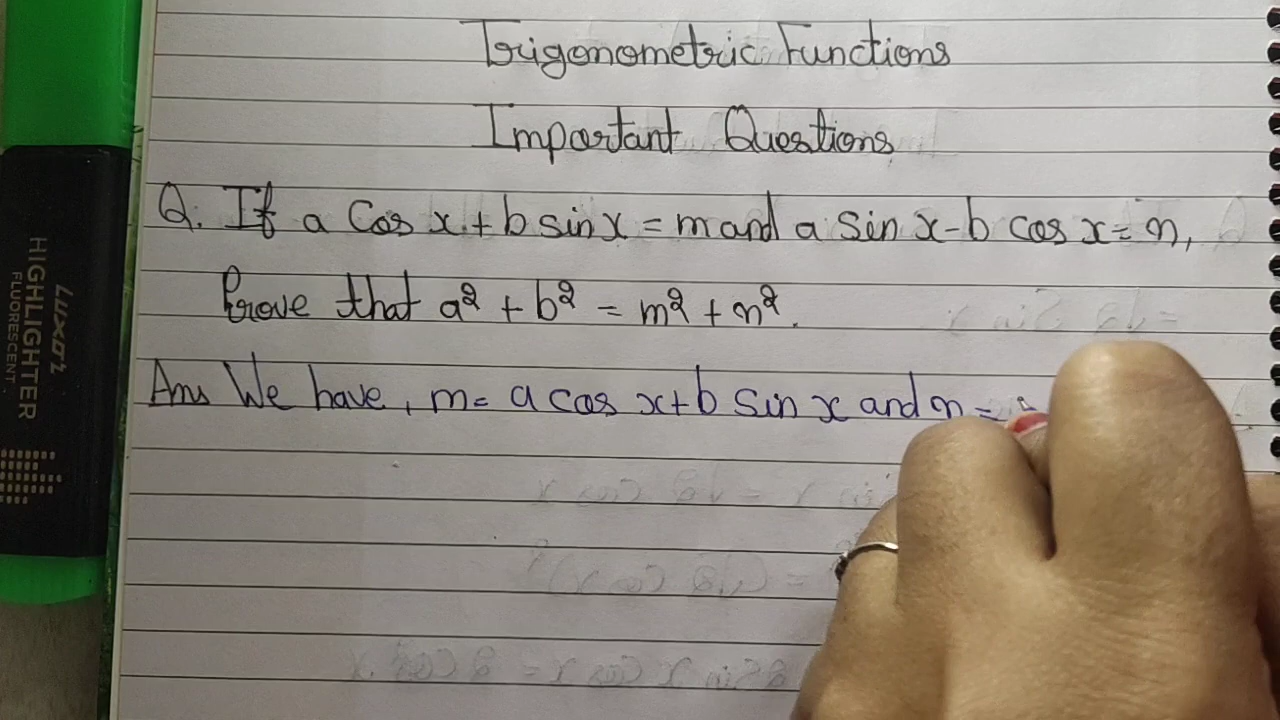 Trigonometric Functions
Important Questions
Q. If a Cos x + b sin x = m and a sin x - b cos x = n,
Prove that a² + b² = m² + n².
Ans We have, m = a cos x + b sin x and n =
LUXOR
HIGHLIGHTER
FLUORESCENT